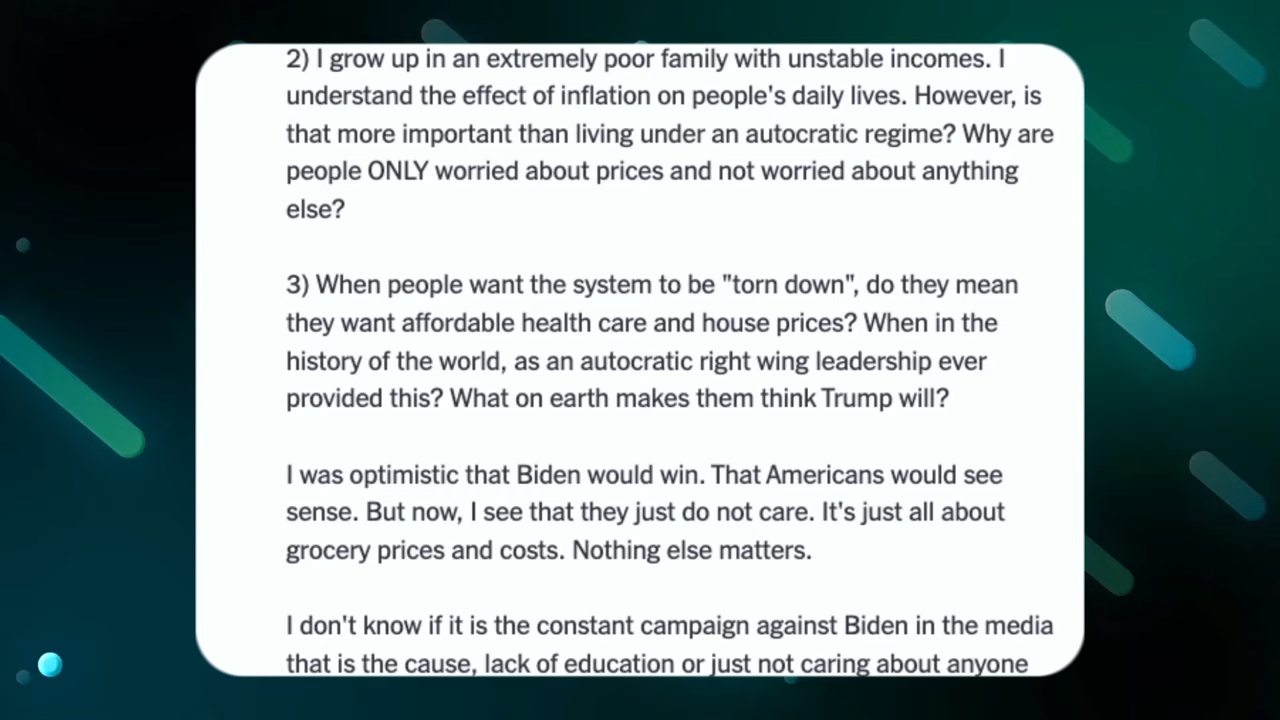 2) I grow up in an extremely poor family with unstable incomes. I
understand the effect of inflation on people's daily lives. However, is
that more important than living under an autocratic regime? Why are
people ONLY worried about prices and not worried about anything
else?
3) When people want the system to be "torn down", do they mean
they want affordable health care and house prices? When in the
history of the world, as an autocratic right wing leadership ever
provided this? What on earth makes them think Trump will?
I was optimistic that Biden would win. That Americans would see
sense. But now, I see that they just do not care. It's just all about
grocery prices and costs. Nothing else matters.
I don't know if it is the constant campaign against Biden in the media
that is the cause, lack of education or just not caring about anyone